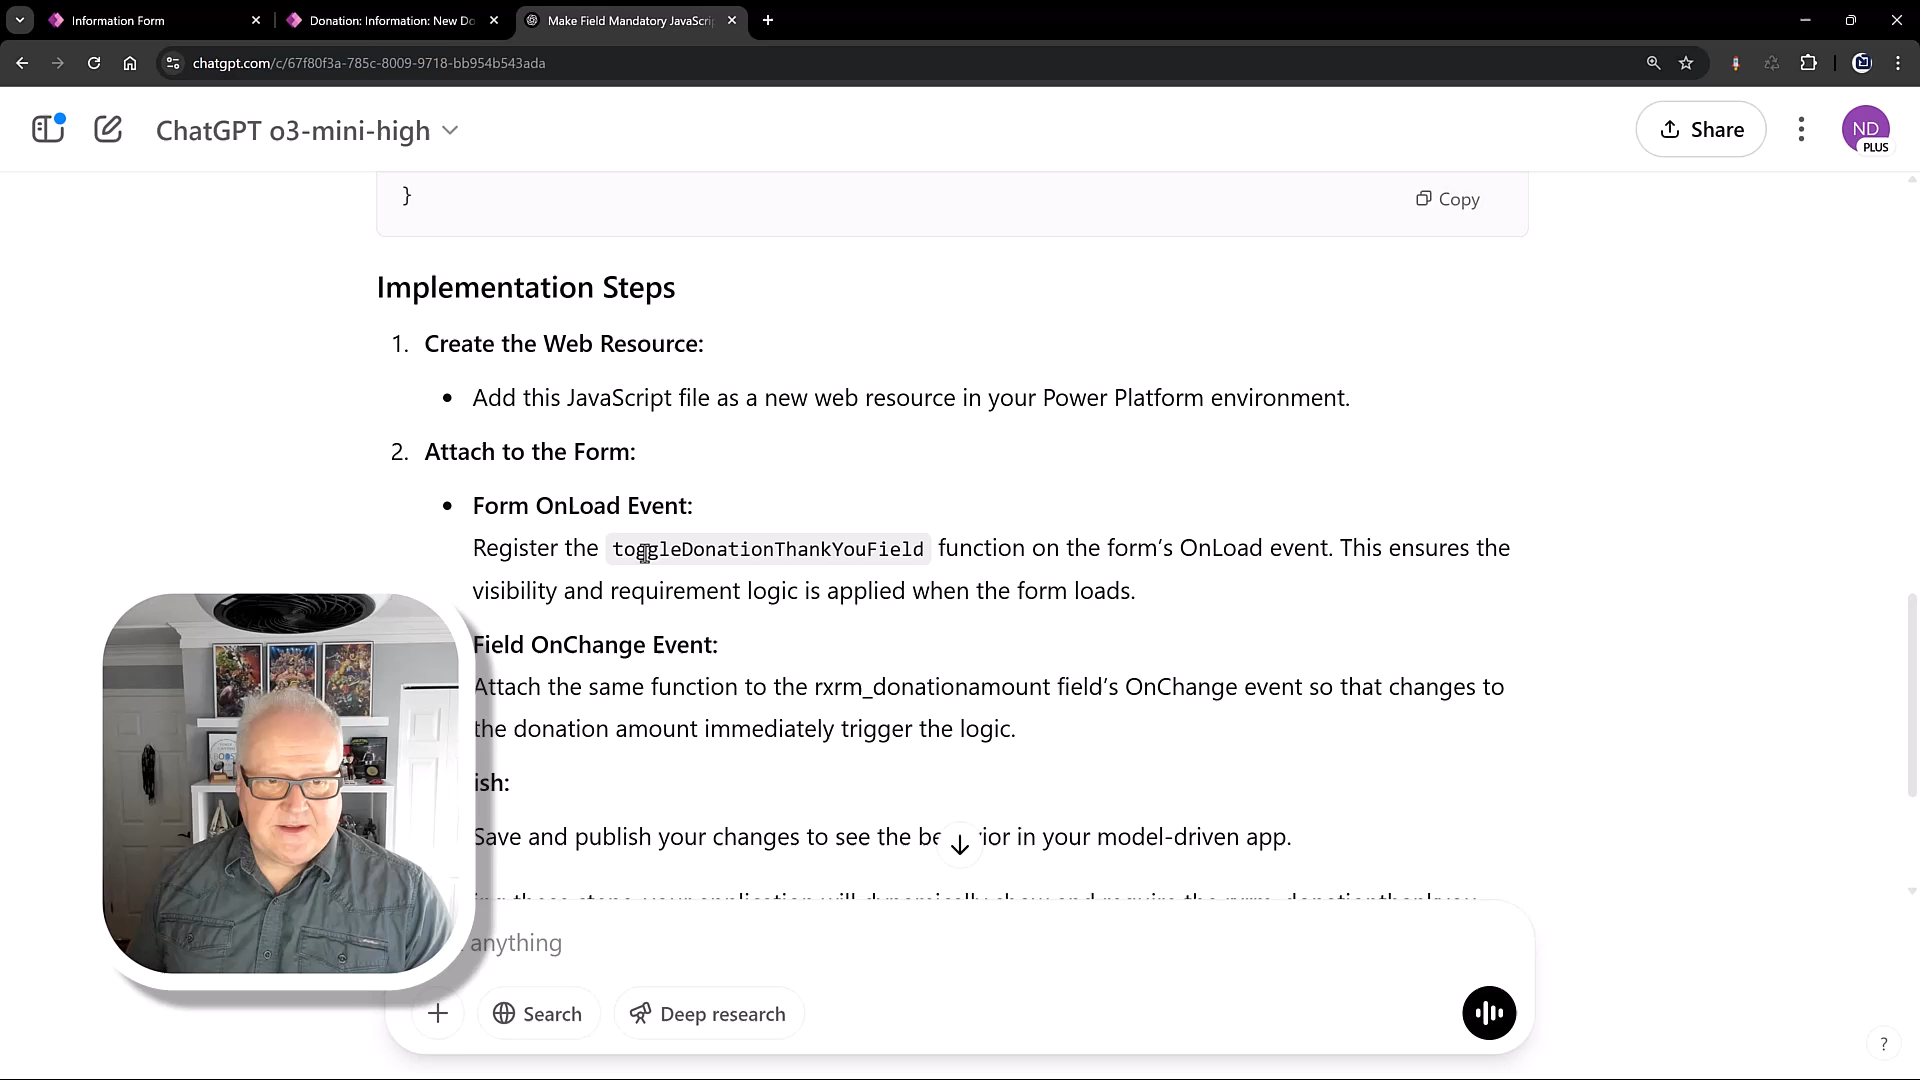 Information Form
Donation: Information: New Do
Make Field Mandatory JavaScrip
chatgpt.com/c/67f80f3a-785c-8009-9718-bb954b543ada
ChatGPT o3-mini-high
Share
ND
PLUS
}
Copy
Implementation Steps
1. Create the Web Resource:
• Add this JavaScript file as a new web resource in your Power Platform environment.
2. Attach to the Form:
• Form OnLoad Event:
Register the toggleDonationThankYouField function on the form’s OnLoad event. This ensures the
visibility and requirement logic is applied when the form loads.
Field OnChange Event:
Attach the same function to the rxrm_donationamount field’s OnChange event so that changes to
the donation amount immediately trigger the logic.
ish:
Save and publish your changes to see the be ior in your model-driven app.
anything
Search
Deep research
?